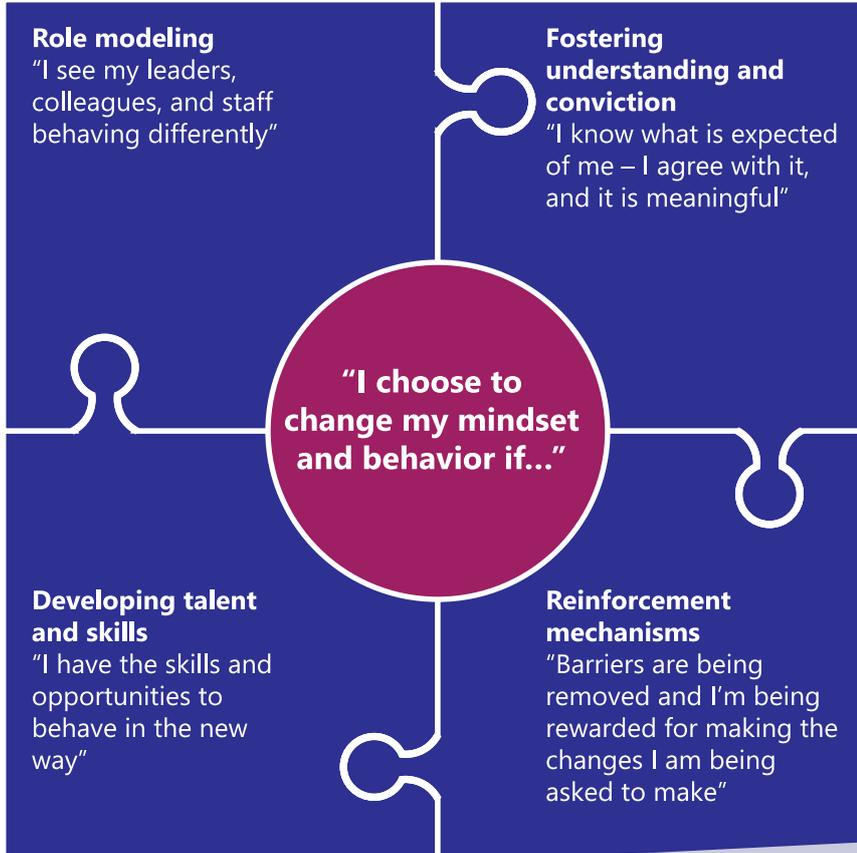 Role modeling
“I see my leaders,
colleagues, and staff
behaving differently”
Fostering
understanding and
conviction
“I know what is expected
of me – I agree with it,
and it is meaningful”
“I choose to
change my mindset
and behavior if...”
Developing talent
and skills
“I have the skills and
opportunities to
behave in the new
way”
Reinforcement
mechanisms
“Barriers are being
removed and I’m being
rewarded for making the
changes I am being
asked to make”